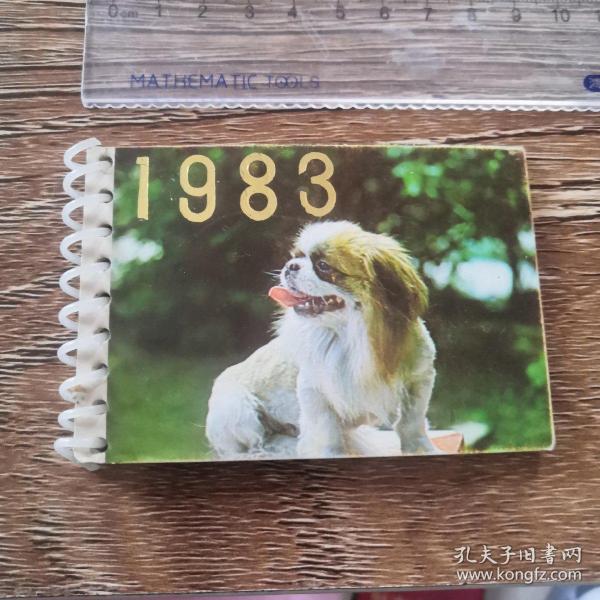 0cm 1 2 3 4 5 6 7 8 9 10
MATHEMATIC TOOLS
1983
孔夫子旧书网
www.kongfz.com